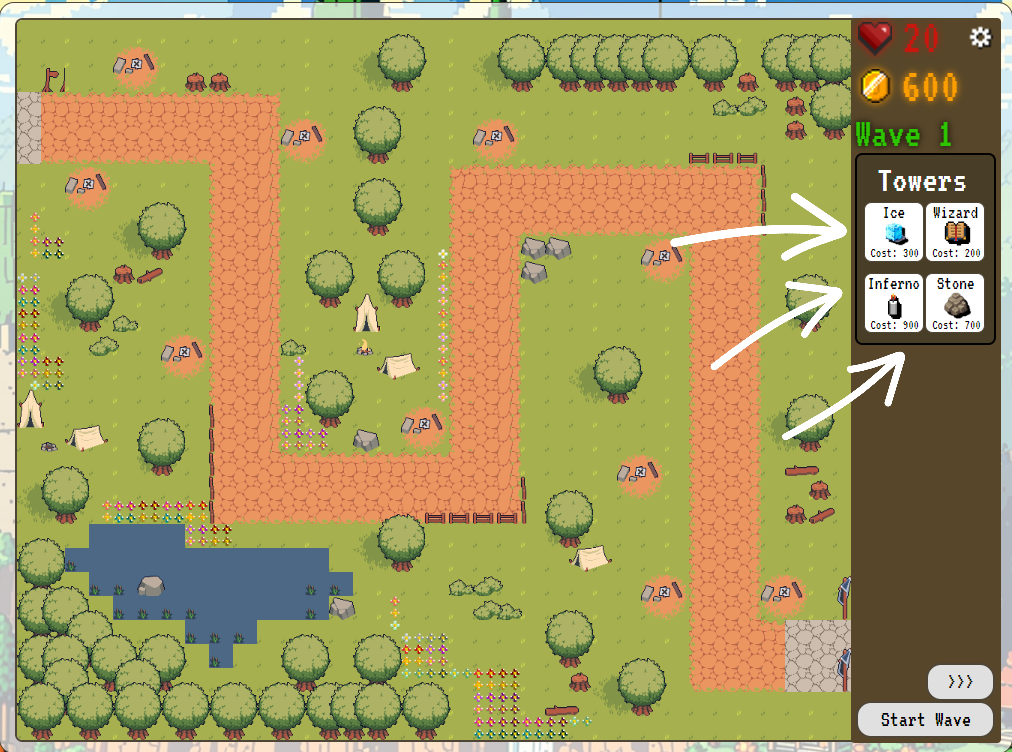 20
600
Wave 1
Towers
Ice
Wizard
Cost: 300
Cost: 200
Inferno
Stone
Cost: 900
Cost: 700
>>>
Start Wave